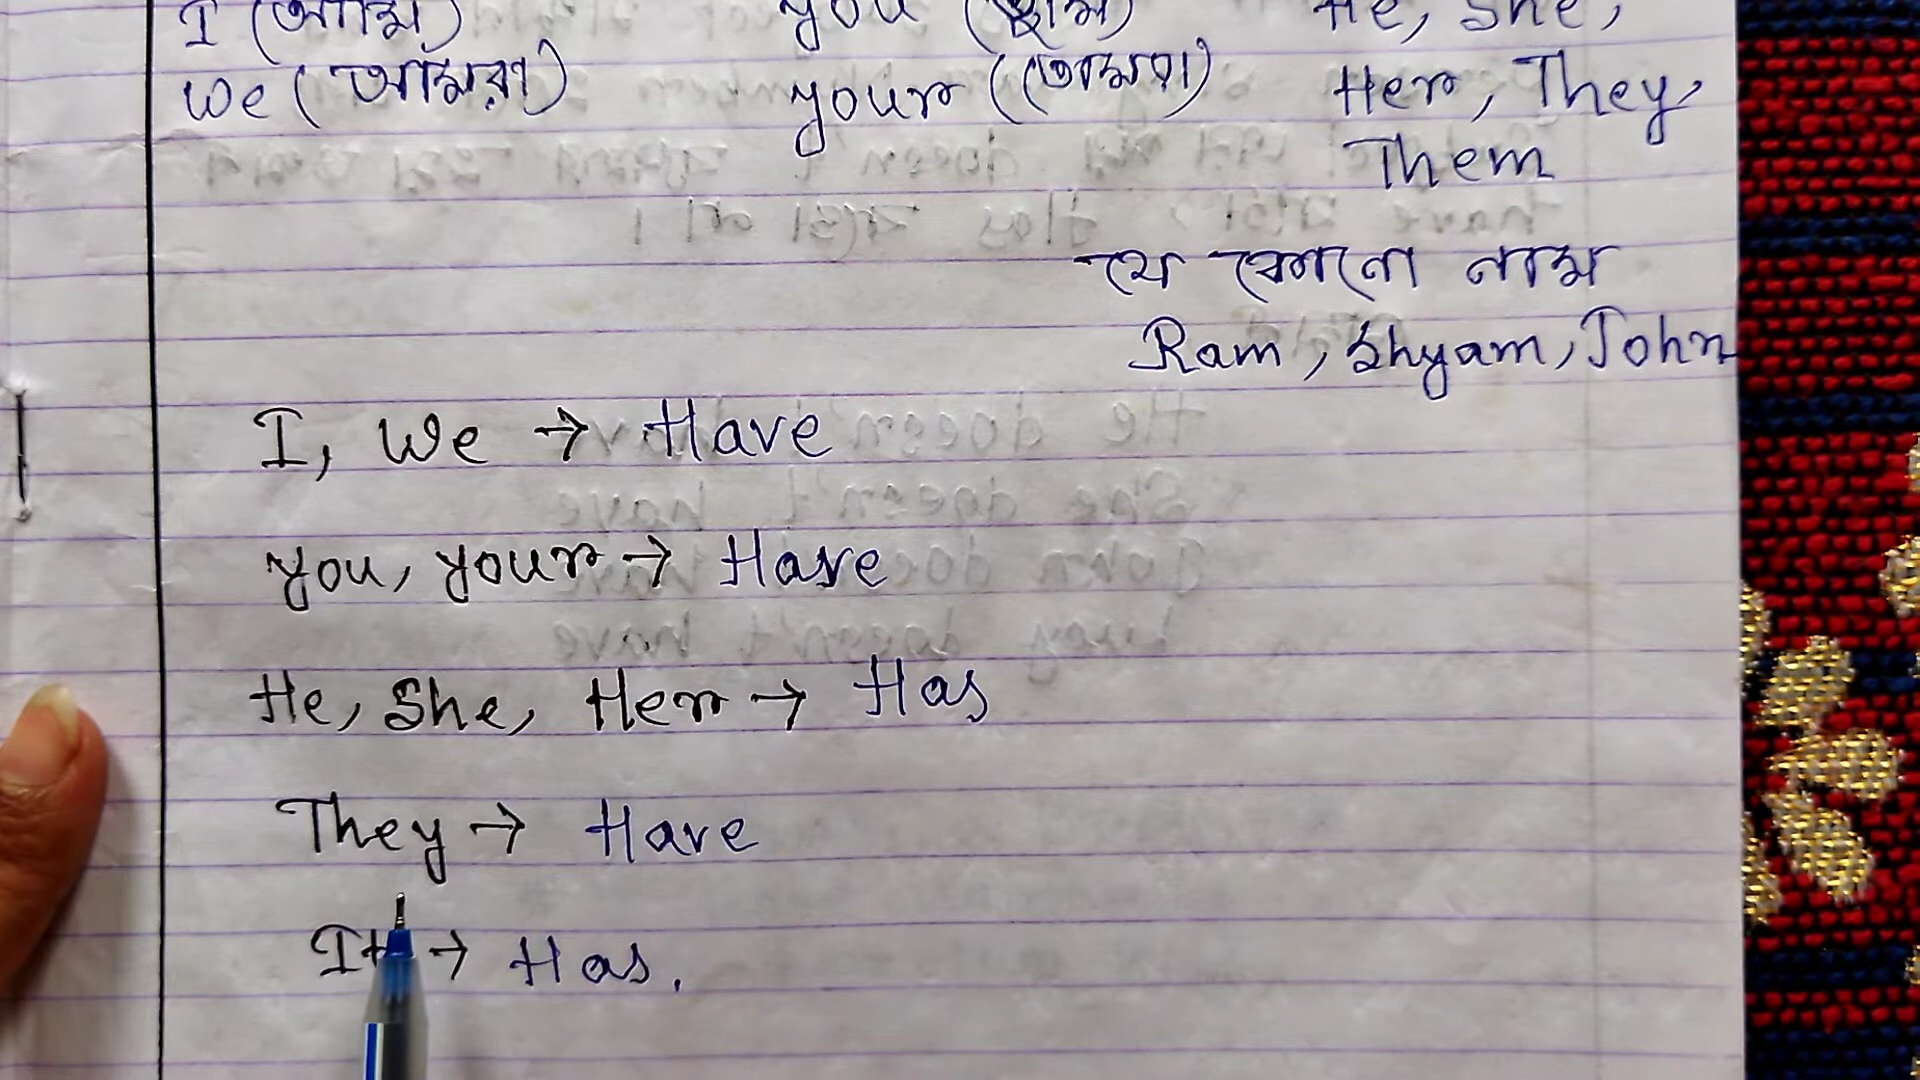 I (আমি) you (তুমি) He, She,
We (আমরা) your (তোমরা) Her, They,
Them
যে কোনো নাম
Ram, Shyam, John
I, We → Have
you, your → Have
He, She, Her → Has
They → Have
It → Has.